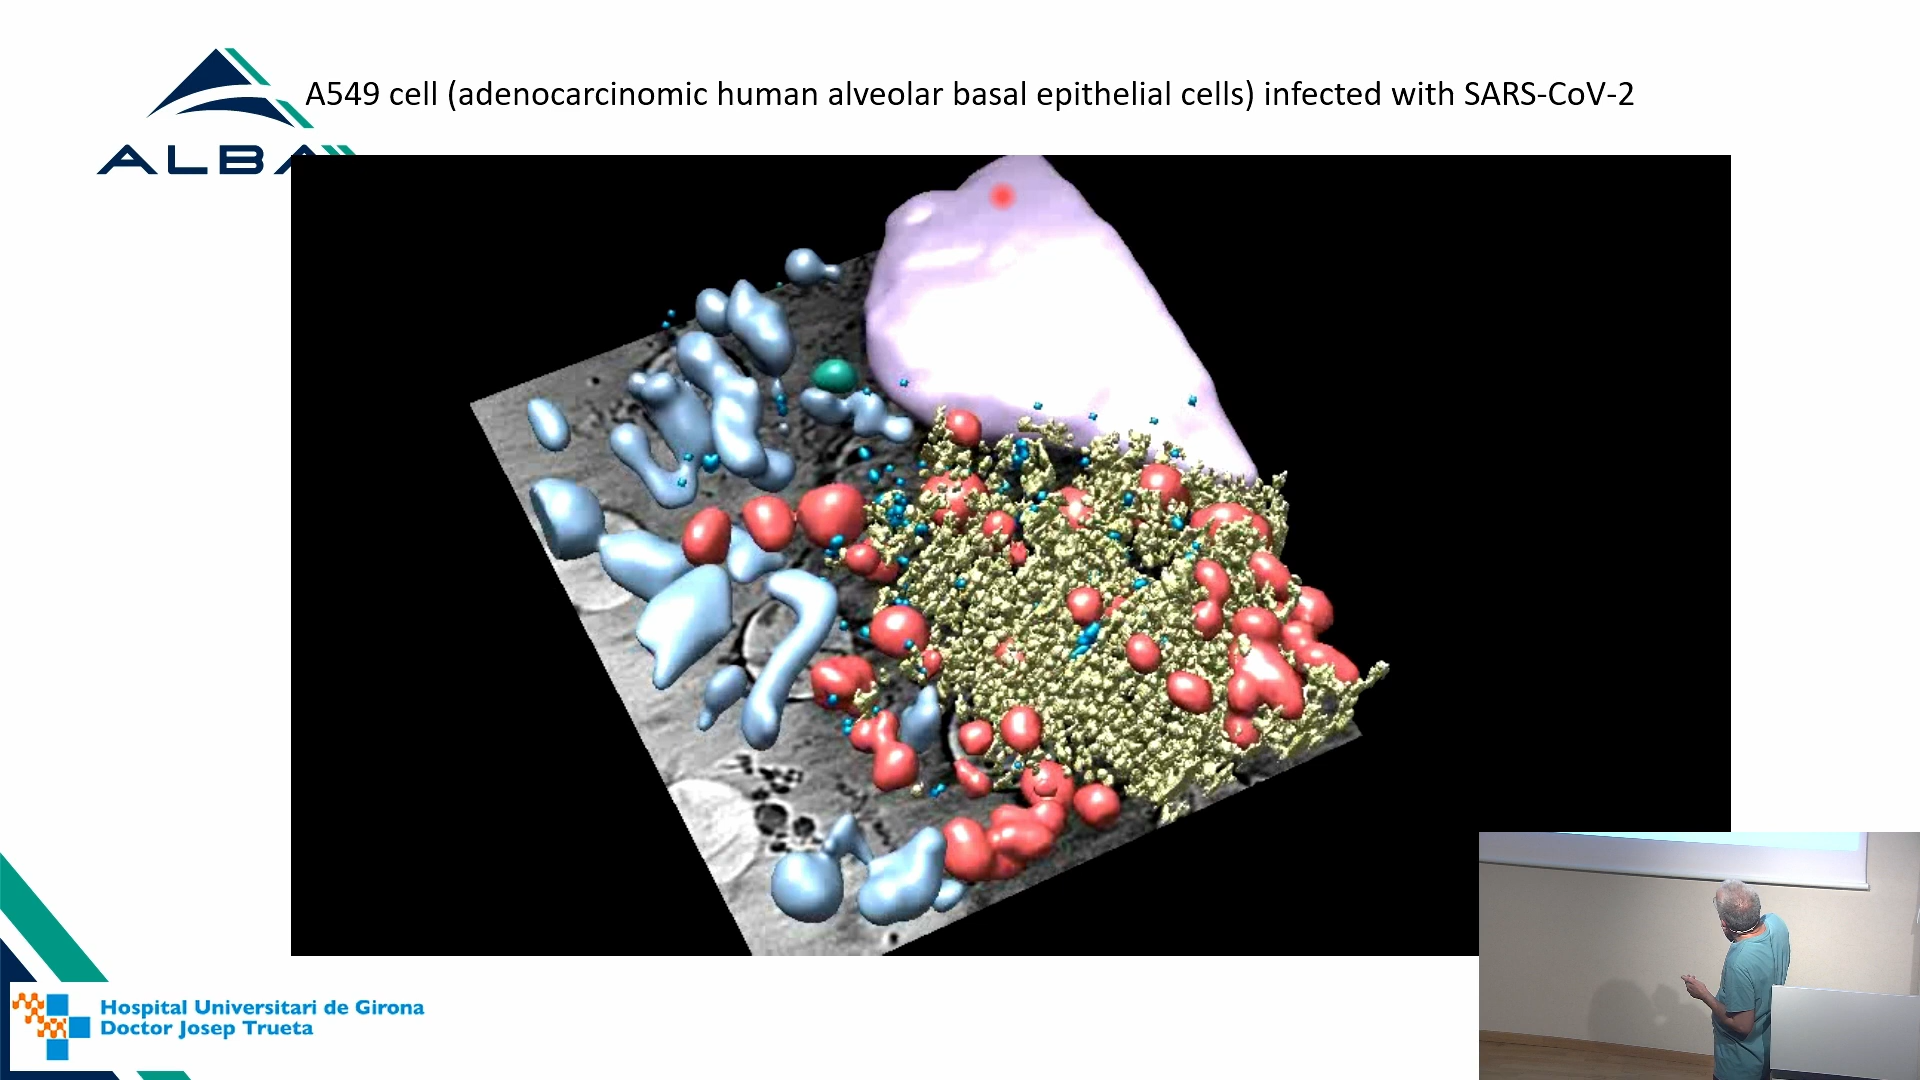 A549 cell (adenocarcinomic human alveolar basal epithelial cells) infected with SARS-CoV-2
ALBA
Hospital Universitari de Girona
Doctor Josep Trueta